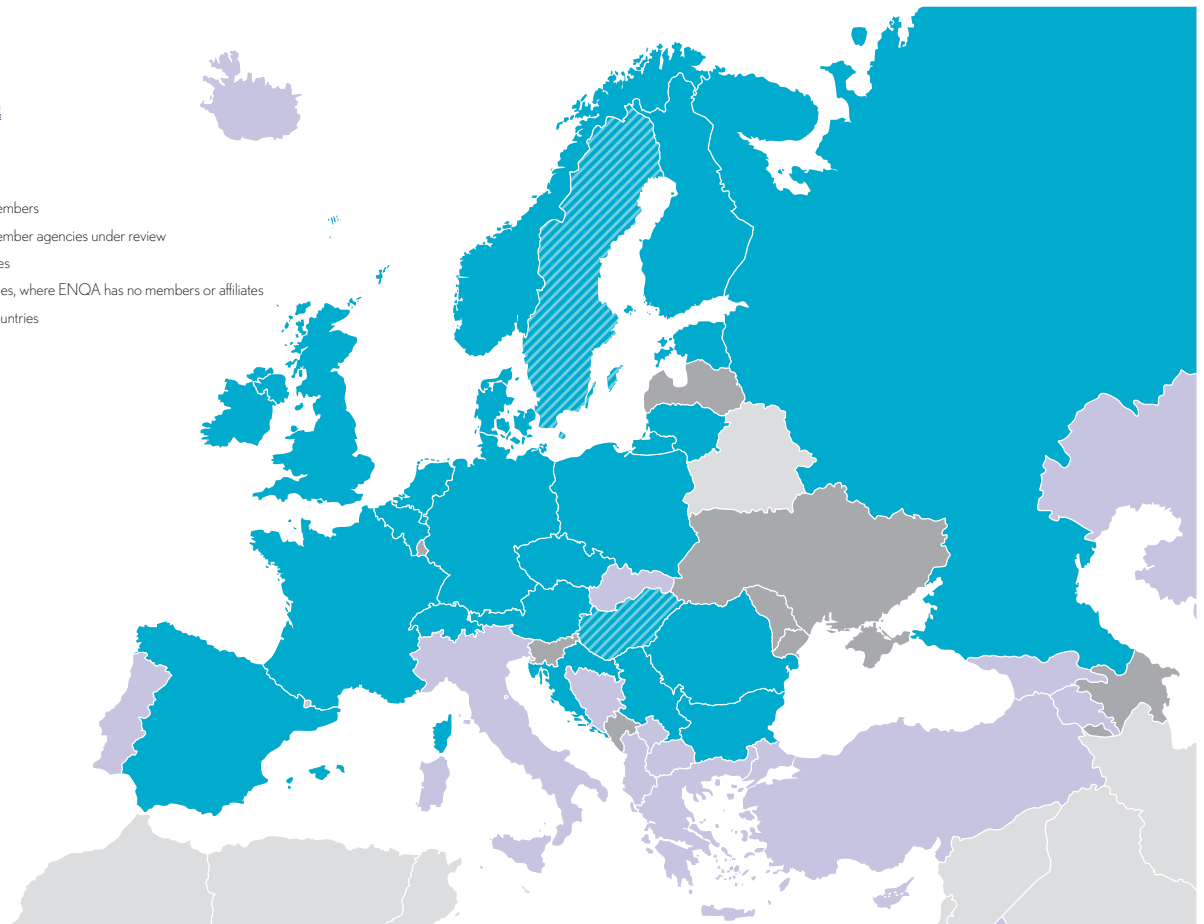 embers
ember agencies under review
es
es, where ENQA has no members or affiliates
untries